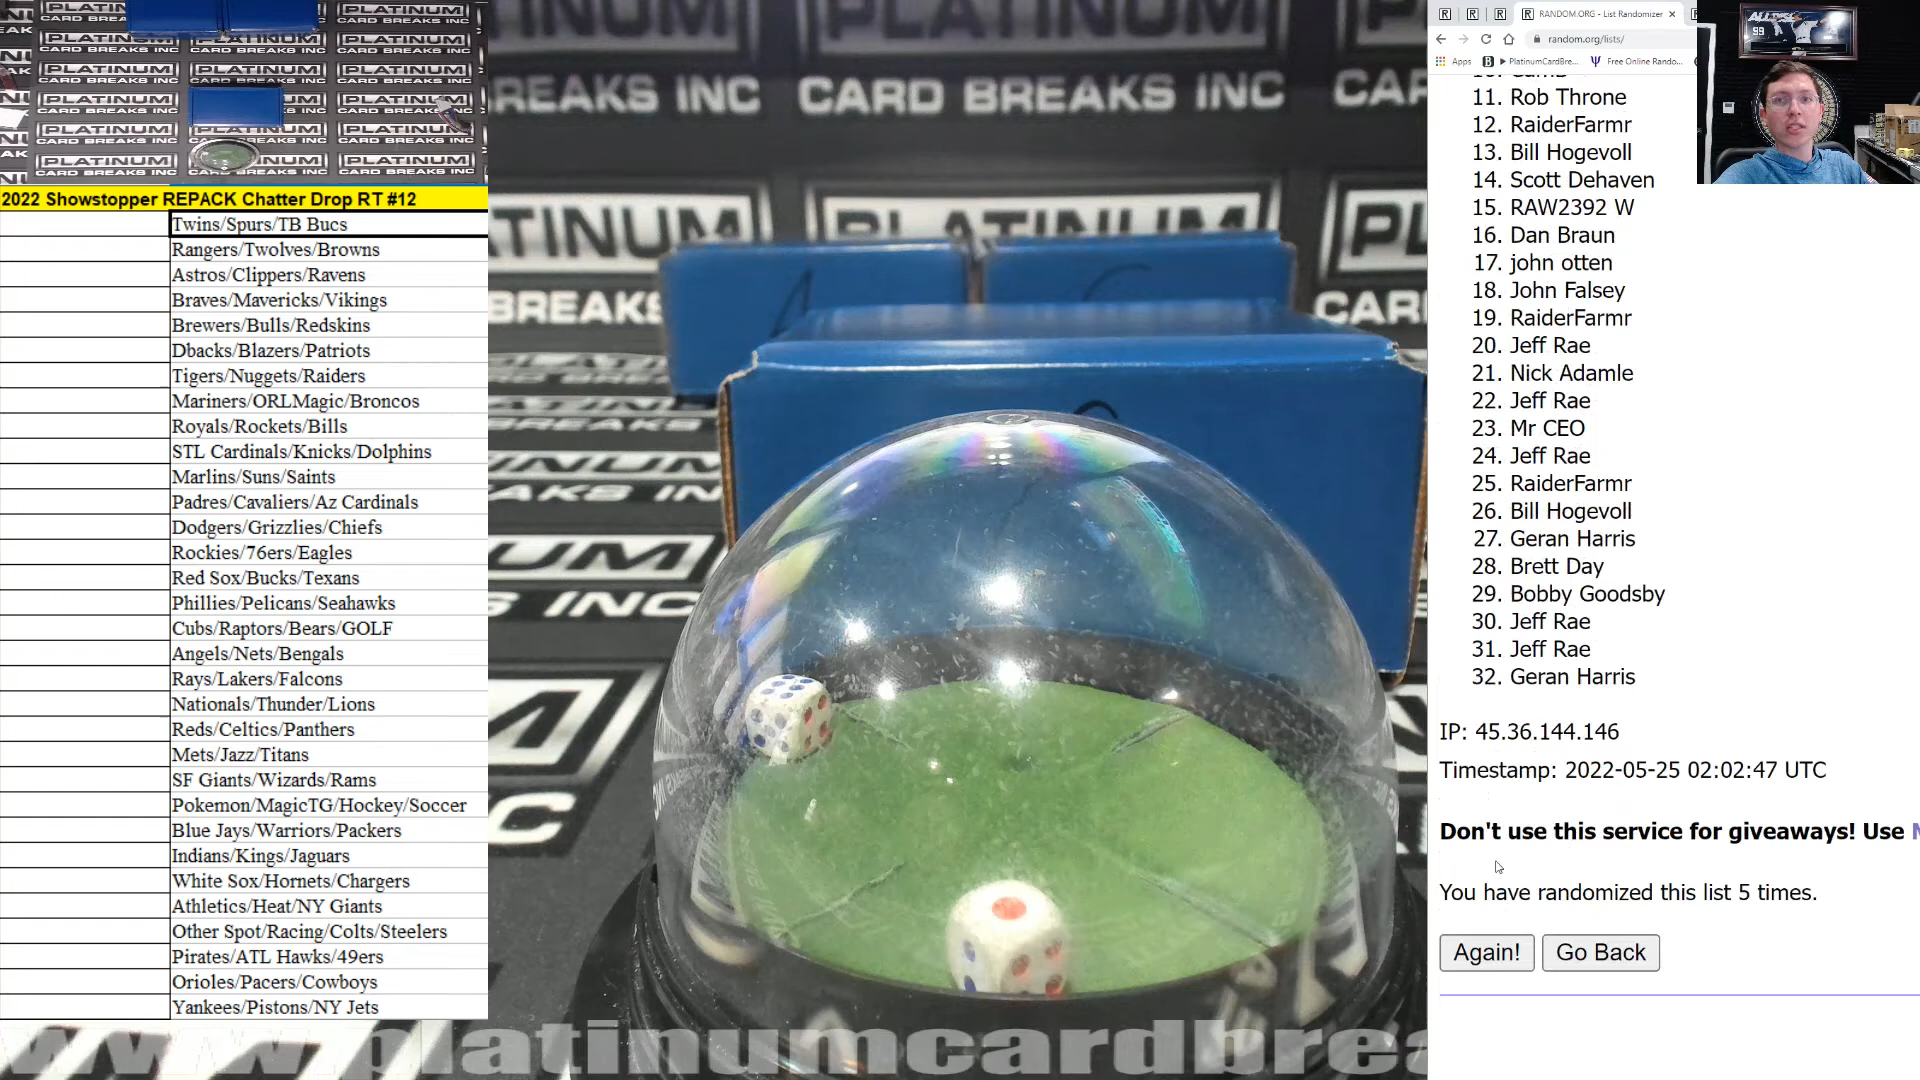 2022 Showstopper REPACK Chatter Drop RT #12
Twins/Spurs/TB Bucs
Rangers/Twolves/Browns
Astros/Clippers/Ravens
Braves/Mavericks/Vikings
Brewers/Bulls/Redskins
Dbacks/Blazers/Patriots
Tigers/Nuggets/Raiders
Mariners/ORLMagic/Broncos
Royals/Rockets/Bills
STL Cardinals/Knicks/Dolphins
Marlins/Suns/Saints
Padres/Cavaliers/Az Cardinals
Dodgers/Grizzlies/Chiefs
Rockies/76ers/Eagles
Red Sox/Bucks/Texans
Phillies/Pelicans/Seahawks
Cubs/Raptors/Bears/GOLF
Angels/Nets/Bengals
Rays/Lakers/Falcons
Nationals/Thunder/Lions
Reds/Celtics/Panthers
Mets/Jazz/Titans
SF Giants/Wizards/Rams
Pokemon/MagicTG/Hockey/Soccer
Blue Jays/Warriors/Packers
Indians/Kings/Jaguars
White Sox/Hornets/Chargers
Athletics/Heat/NY Giants
Other Spot/Racing/Colts/Steelers
Pirates/ATL Hawks/49ers
Orioles/Pacers/Cowboys
Yankees/Pistons/NY Jets
PLATINUM
CARD BREAKS INC
www.platinumcardbrea
RANDOM.ORG - List Randomizer
random.org/lists/
Apps PlatinumCardBre... Free Online Rando...
11. Rob Throne
12. RaiderFarmr
13. Bill Hogevoll
14. Scott Dehaven
15. RAW2392 W
16. Dan Braun
17. john otten
18. John Falsey
19. RaiderFarmr
20. Jeff Rae
21. Nick Adamle
22. Jeff Rae
23. Mr CEO
24. Jeff Rae
25. RaiderFarmr
26. Bill Hogevoll
27. Geran Harris
28. Brett Day
29. Bobby Goodsby
30. Jeff Rae
31. Jeff Rae
32. Geran Harris
IP: 45.36.144.146
Timestamp: 2022-05-25 02:02:47 UTC
Don't use this service for giveaways! Use
You have randomized this list 5 times.
Again! Go Back
99